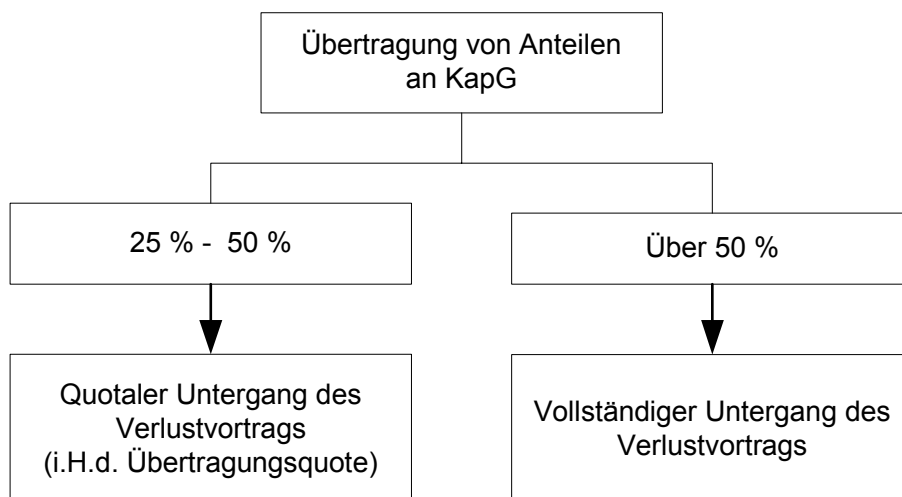 Übertragung von Anteilen
an KapG
25 % - 50 %
Über 50 %
Quotaler Untergang des
Verlustvortrags
(i.H.d. Übertragungsquote)
Vollständiger Untergang des
Verlustvortrags